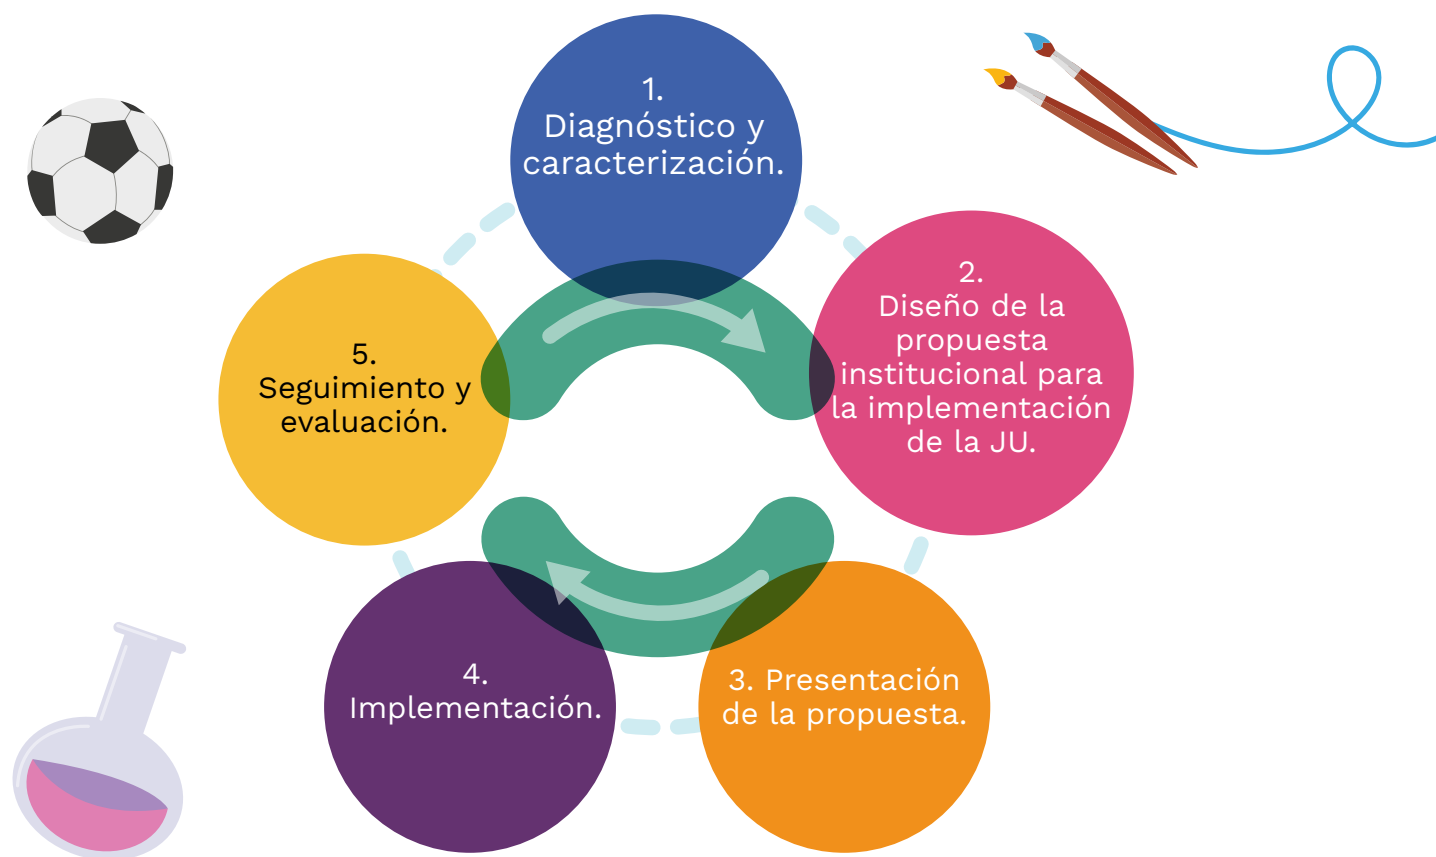 1.
Diagnóstico y
caracterización.
2.
Diseño de la
propuesta
institucional para
la implementación
de la JU.
3. Presentación
de la propuesta.
4.
Implementación.
5.
Seguimiento y
evaluación.